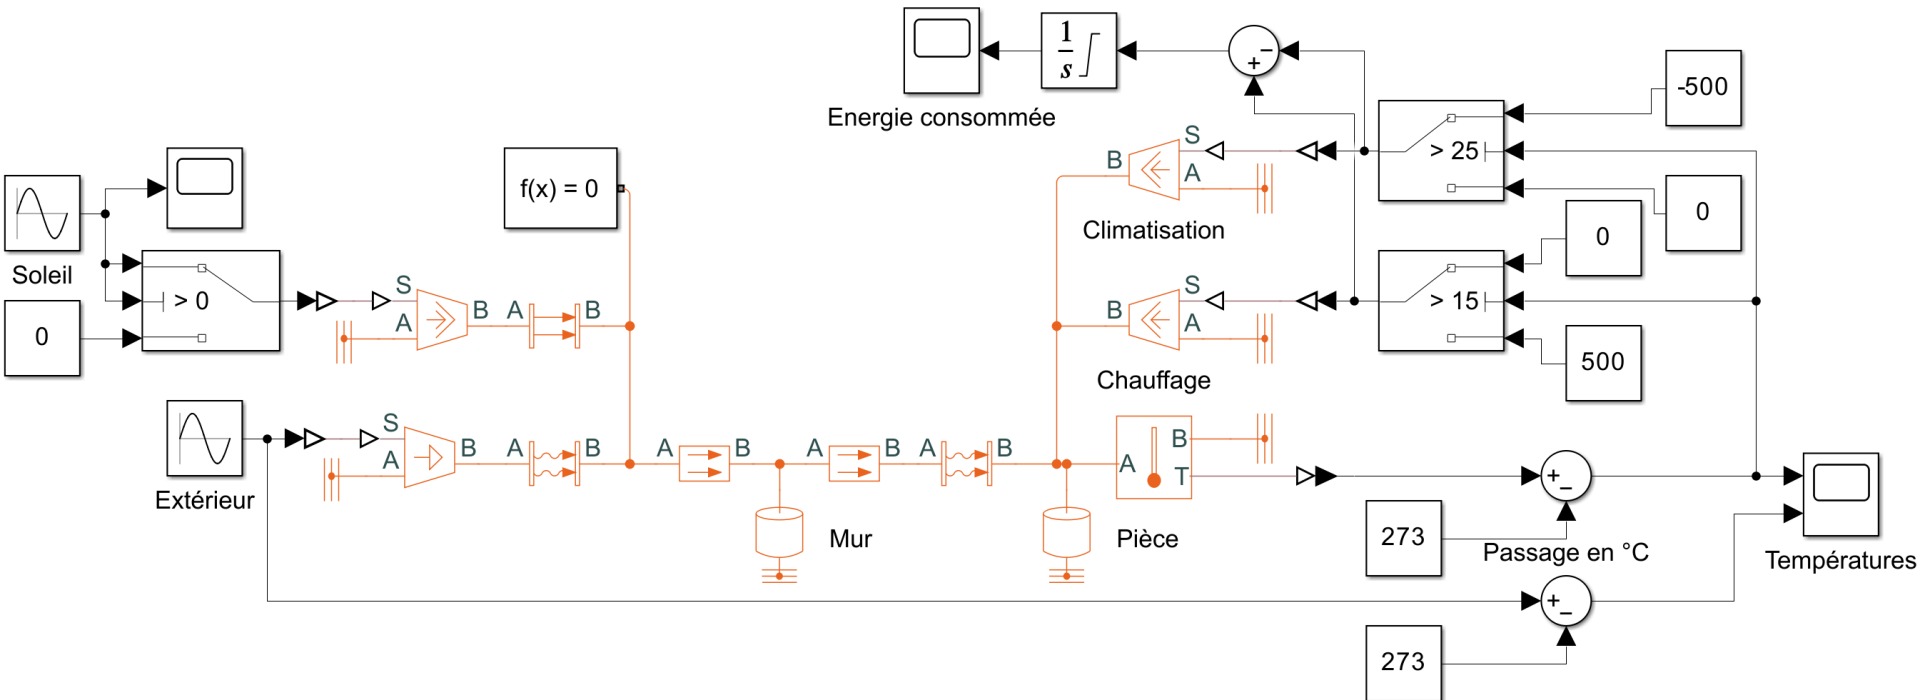 1
s
Energie consommée
-
+
-500
> 25
S
B
A
Climatisation
0
0
f(x) = 0
Soleil
> 0
0
S
A
B
A
B
S
B
A
Chauffage
> 15
500
Extérieur
S
A
B
A
B
A
B
A
B
A
B
A
B
T
Mur
Pièce
273
+
-
Passage en °C
Températures
273
+
-